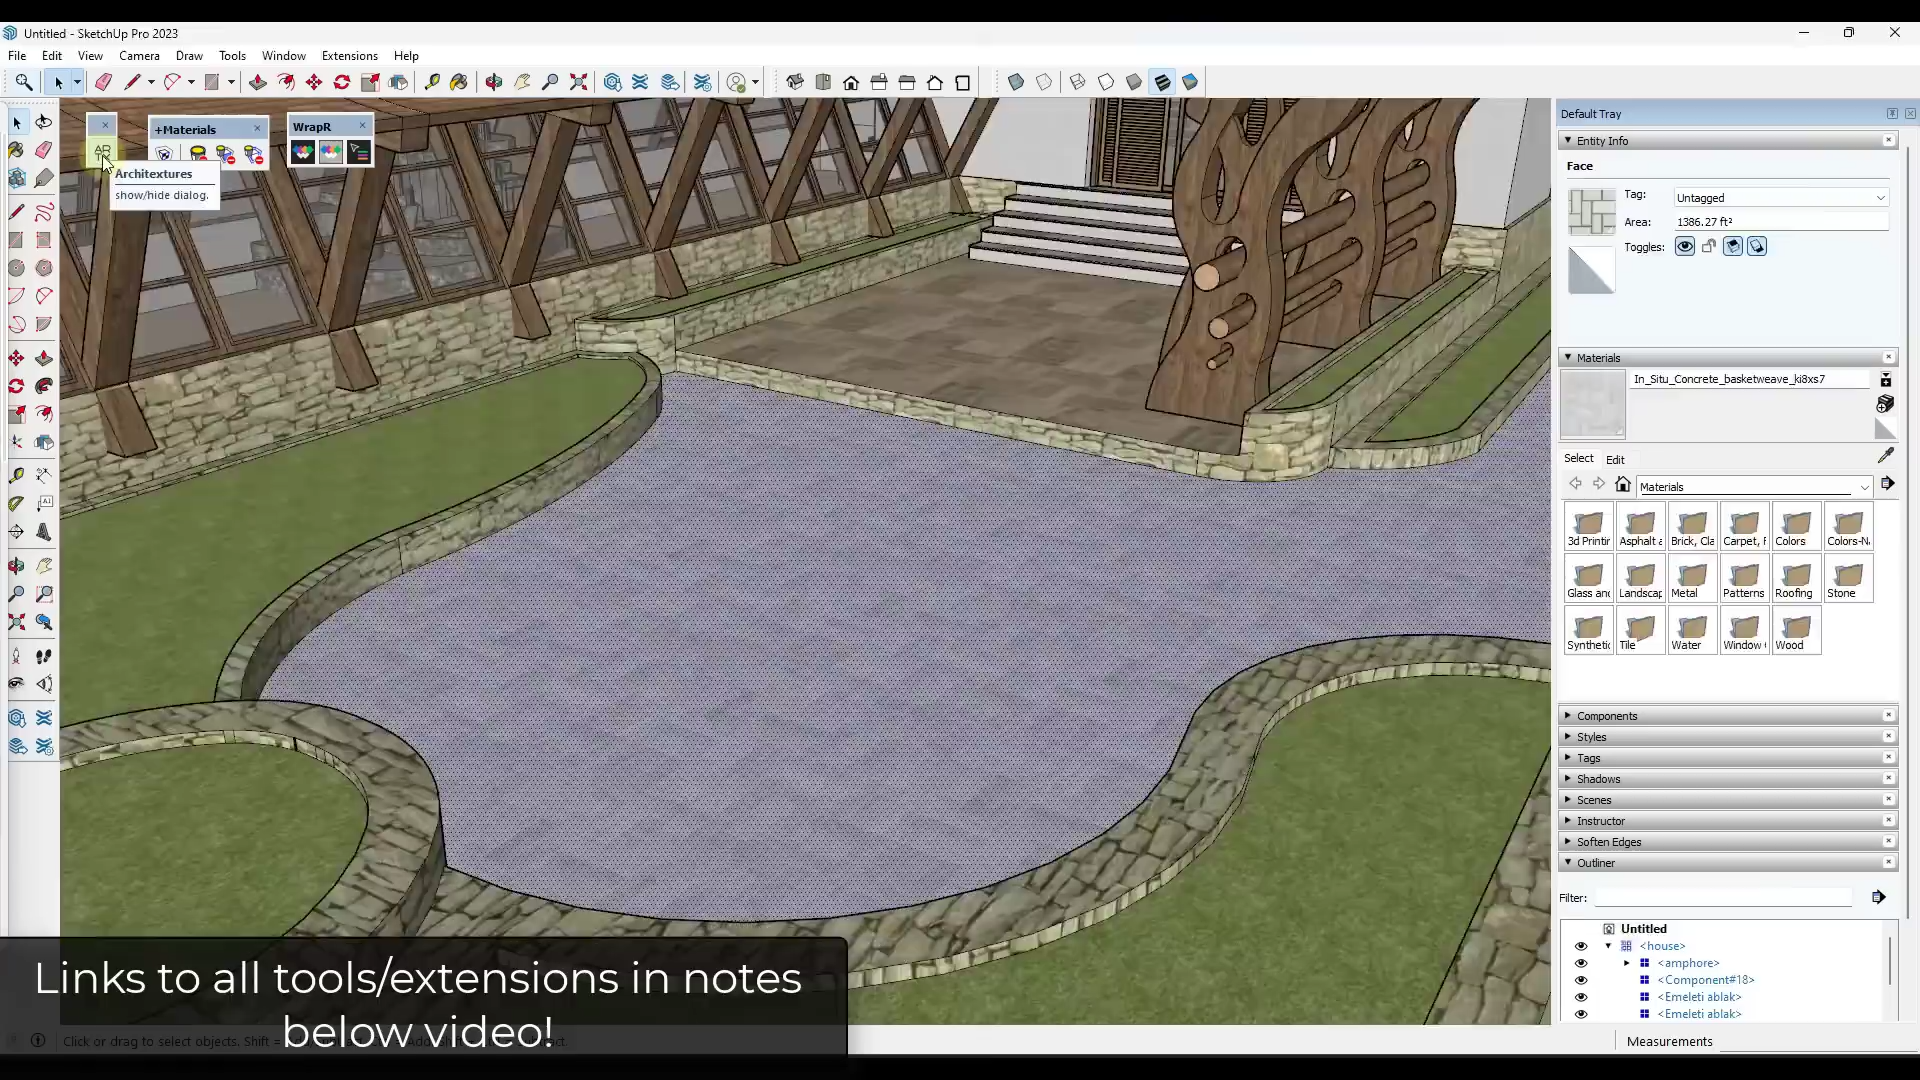 Untitled - SketchUp Pro 2023
File Edit View Camera Draw Tools Window Extensions Help
+Materials
WrapR
AR
Architextures
show/hide dialog.
Default Tray
Entity Info
Face
Tag: Untagged
Area: 1386.27 ft²
Toggles:
Materials
In_Situ_Concrete_basketweave_ki8xs7
Select Edit
Materials
3d Printir Asphalt a Brick, Cla Carpet, F Colors Colors-Na
Glass and Landscap Metal Patterns Roofing Stone
Synthetic Tile Water Window Wood
Components
Styles
Tags
Shadows
Scenes
Instructor
Soften Edges
Outliner
Filter:
Untitled
<house>
<amphore>
<Component#18>
<Emeleti ablak>
<Emeleti ablak>
Links to all tools/extensions in notes
below video!
Click or drag to select objects. Shift =
Measurements